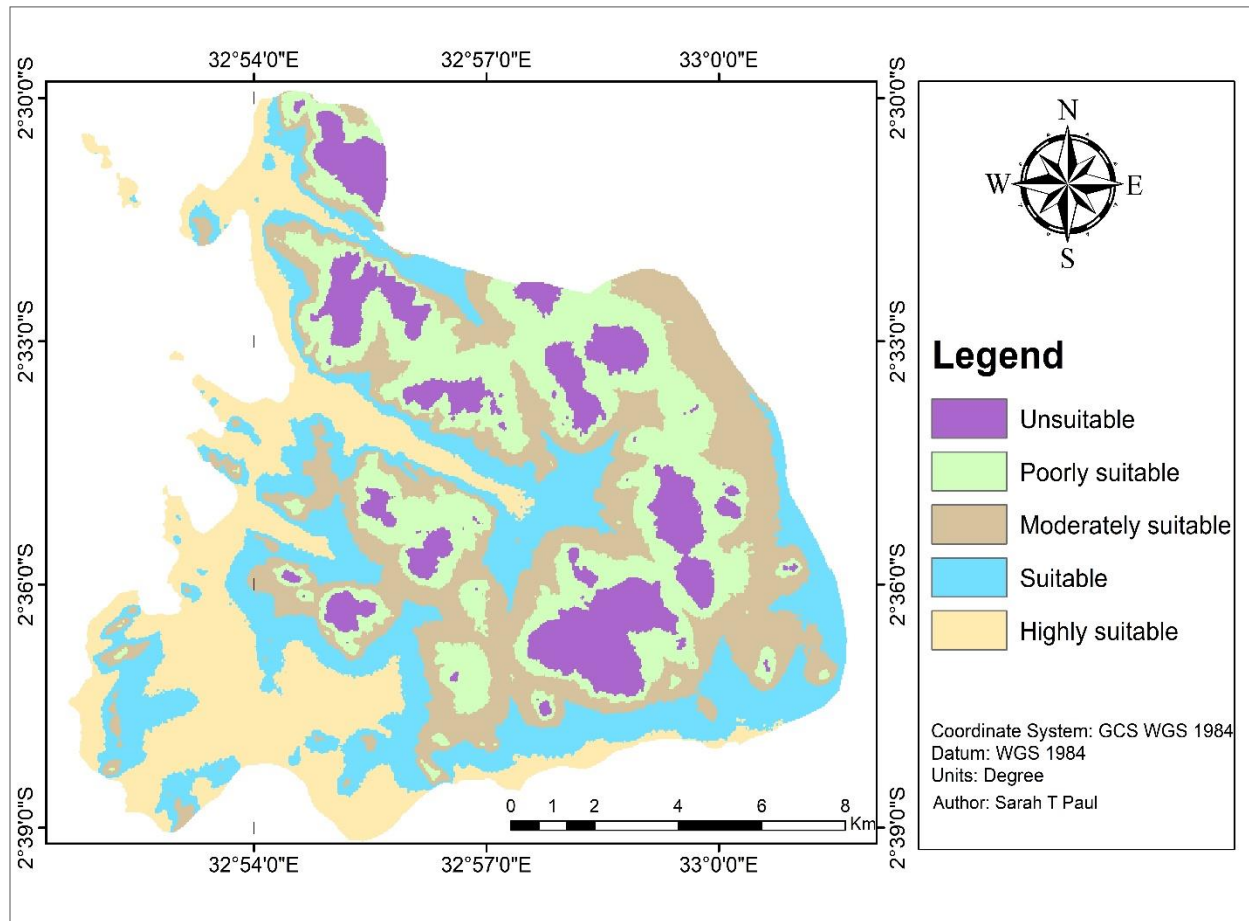 32°54'0"E 32°57'0"E 33°0'0"E
2°30'0"S 2°30'0"S
2°33'0"S 2°33'0"S
2°36'0"S 2°36'0"S
2°39'0"S 2°39'0"S
0 1 2 4 6 8
Km
32°54'0"E 32°57'0"E 33°0'0"E
N
W E
S
Legend
Unsuitable
Poorly suitable
Moderately suitable
Suitable
Highly suitable
Coordinate System: GCS WGS 1984
Datum: WGS 1984
Units: Degree
Author: Sarah T Paul